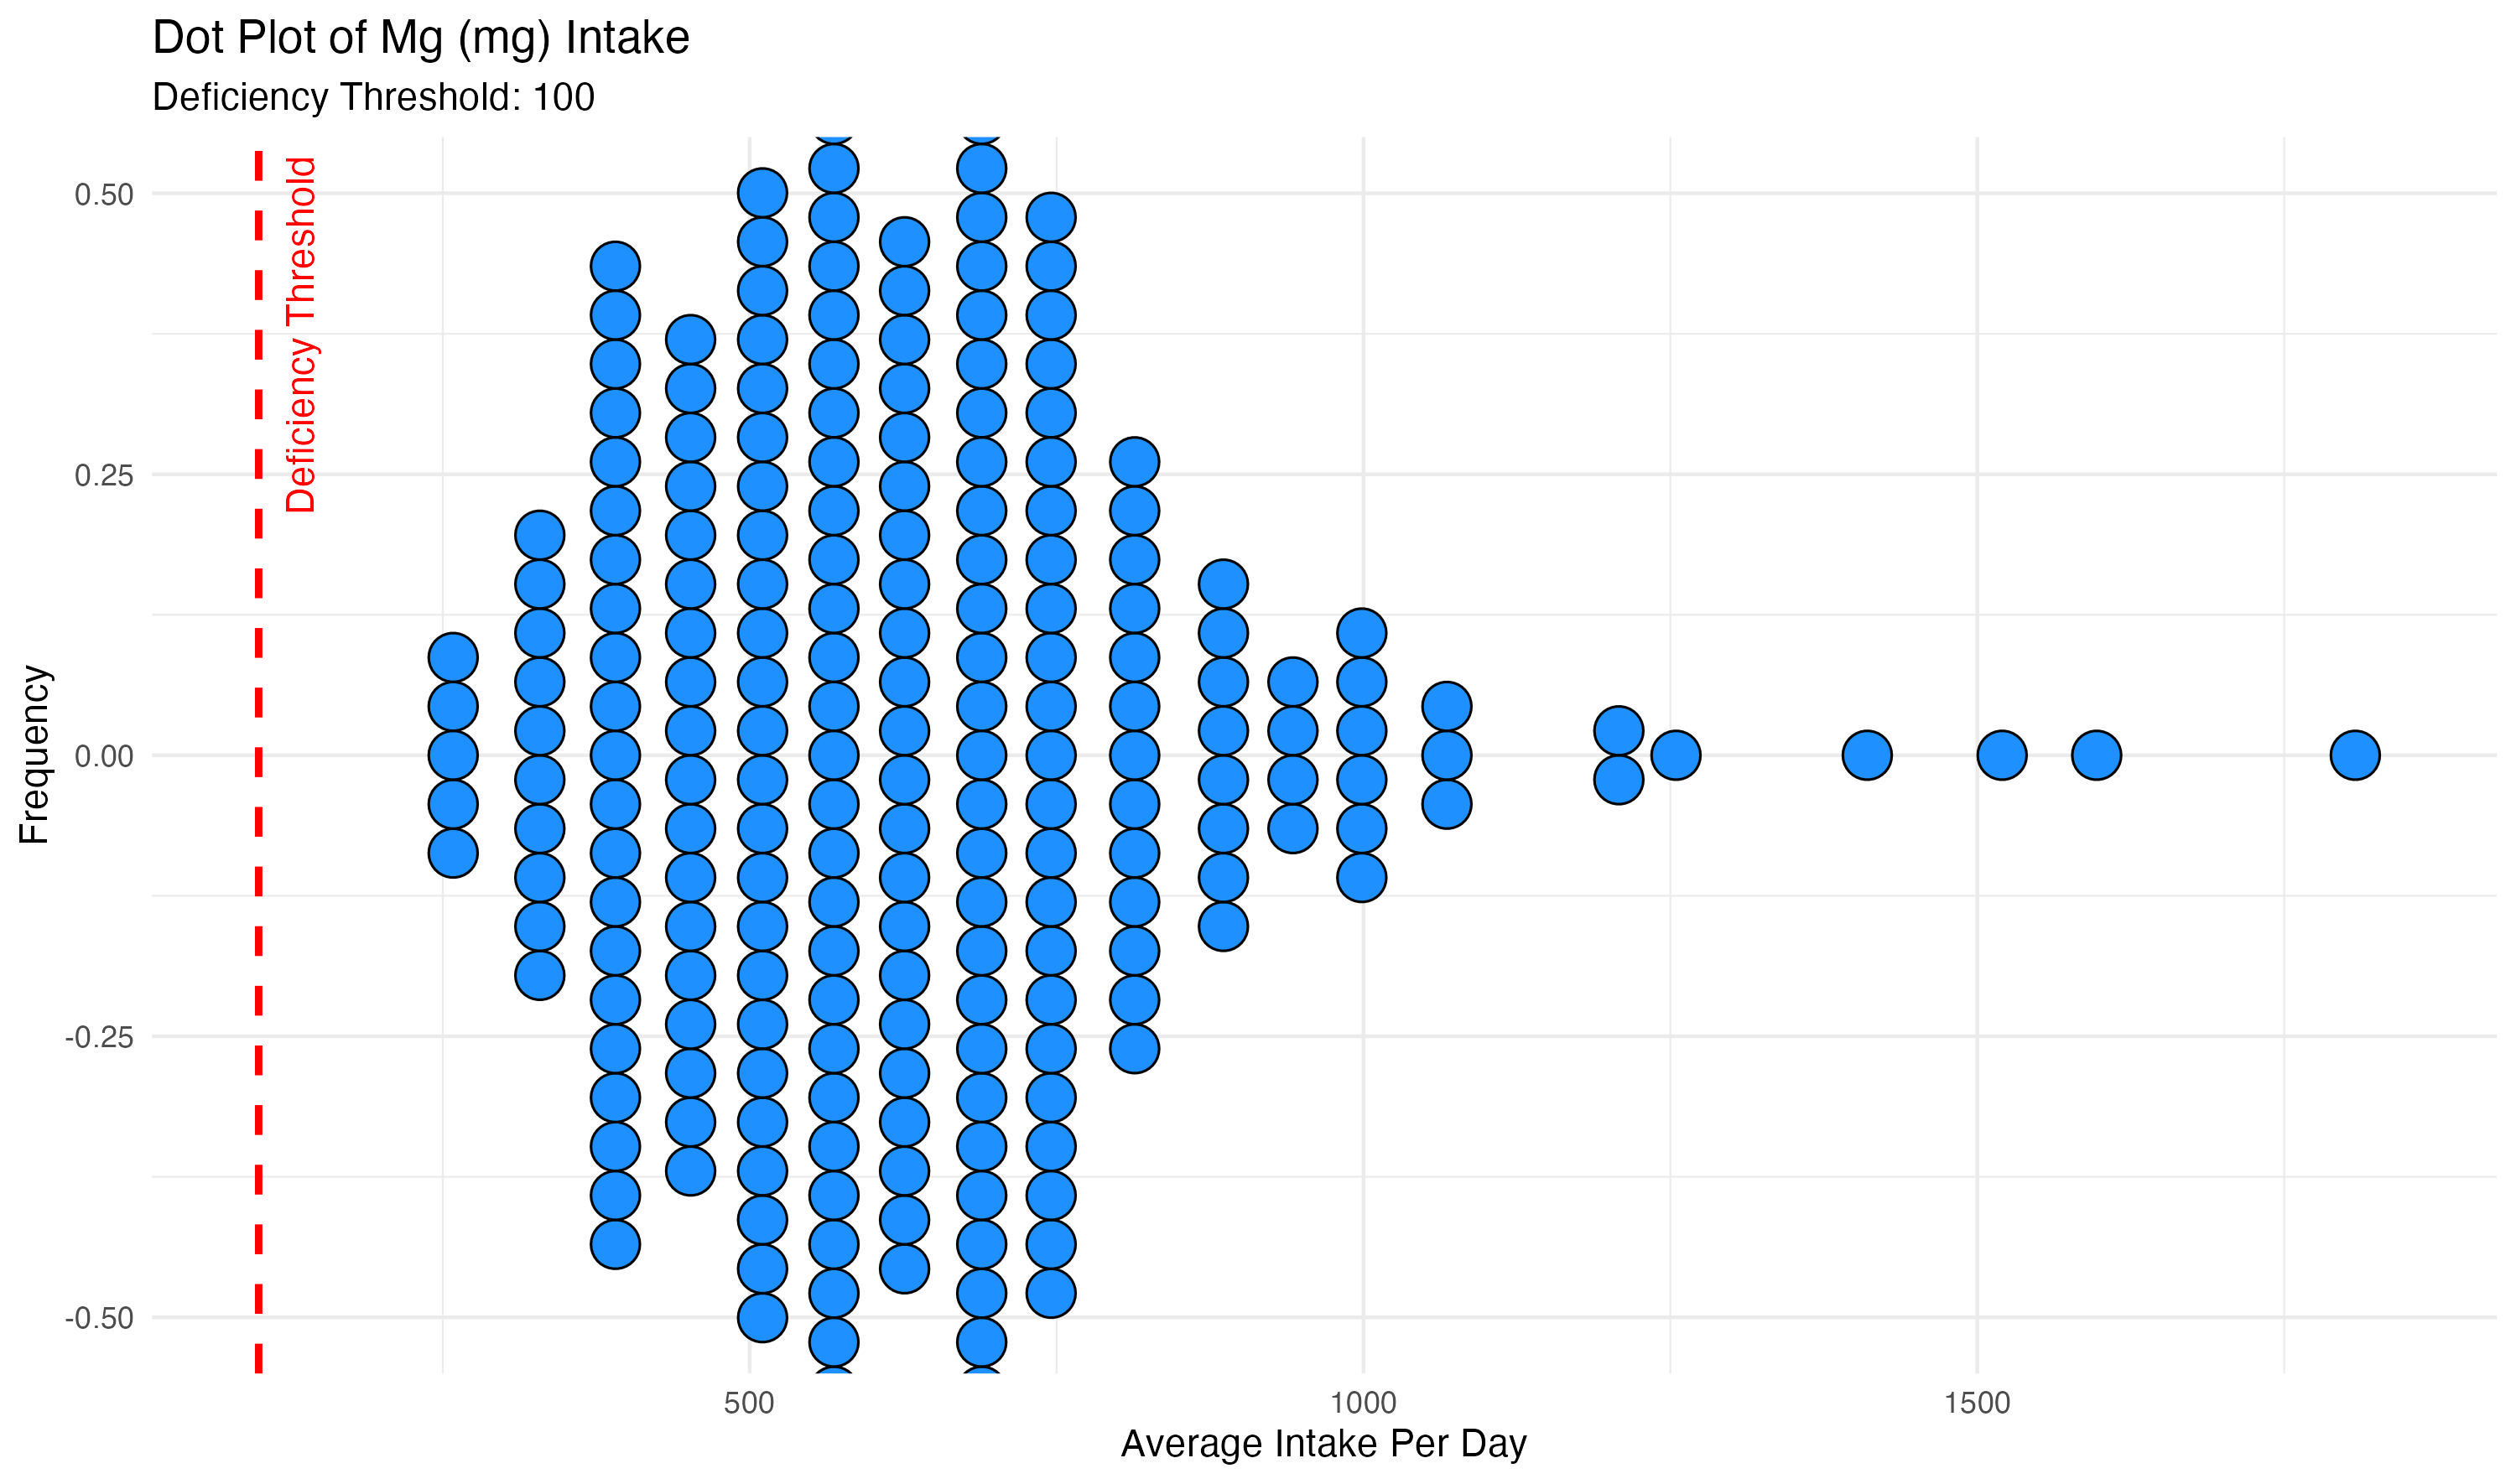 Dot Plot of Mg (mg) Intake
Deficiency Threshold: 100
Deficiency Threshold
Frequency
0.50
0.25
0.00
-0.25
-0.50
500
1000
1500
Average Intake Per Day